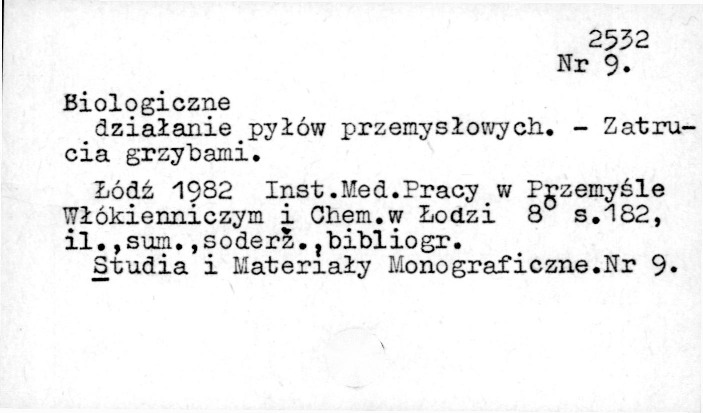 2532
Nr 9.
Biologiczne
działanie pyłów przemysłowych. - Zatru-
cia grzybami.
Łódź 1982 Inst.Med.Pracy w Przemyśle
Włókienniczym i Chem.w Łodzi 8° s.182,
il.,sum.,soderž.,bibliogr.
Studia i Materiały Monograficzne.Nr 9.